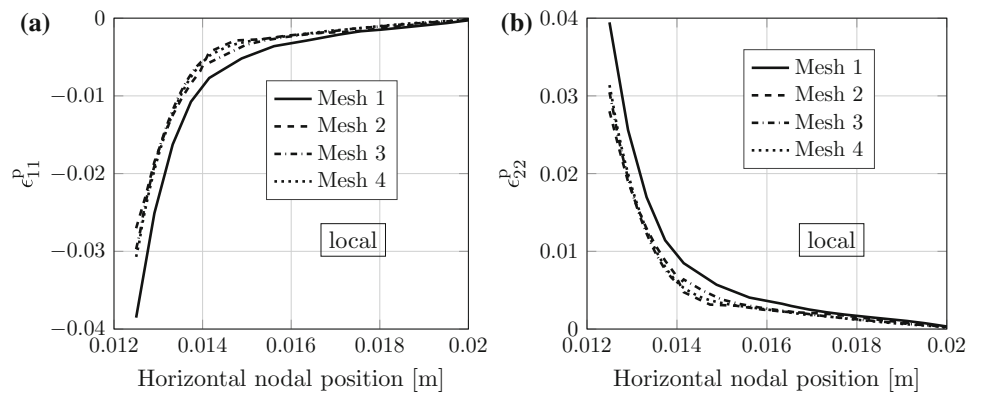 (a)
0
−0.01
−0.02
−0.03
−0.04
ϵ₁₁ᵖ
Mesh 1
Mesh 2
Mesh 3
Mesh 4
local
0.012 0.014 0.016 0.018 0.02
Horizontal nodal position [m]
(b)
0.04
0.03
0.02
0.01
0
ϵ₂₂ᵖ
Mesh 1
Mesh 2
Mesh 3
Mesh 4
local
0.012 0.014 0.016 0.018 0.02
Horizontal nodal position [m]